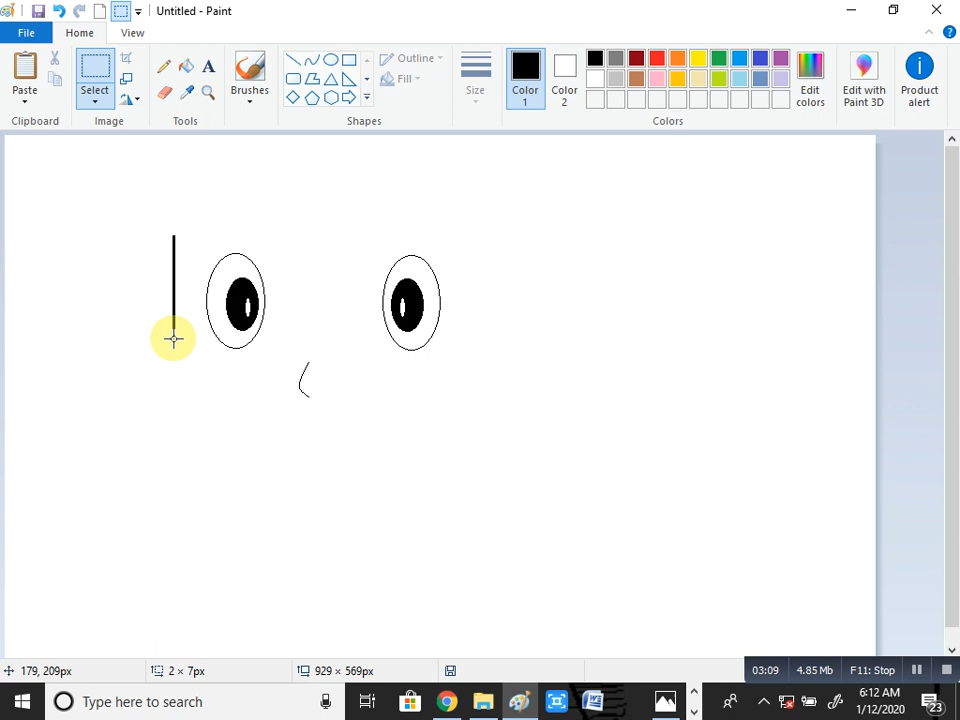 Untitled - Paint
File
Home
View
Paste
Select
Brushes
Outline
Fill
Size
Color 1
Color 2
Edit colors
Edit with Paint 3D
Product alert
Clipboard
Image
Tools
Shapes
Colors
179, 209px
2 × 7px
929 × 569px
03:09
4.85 Mb
F11: Stop
Type here to search
6:12 AM
1/12/2020
23